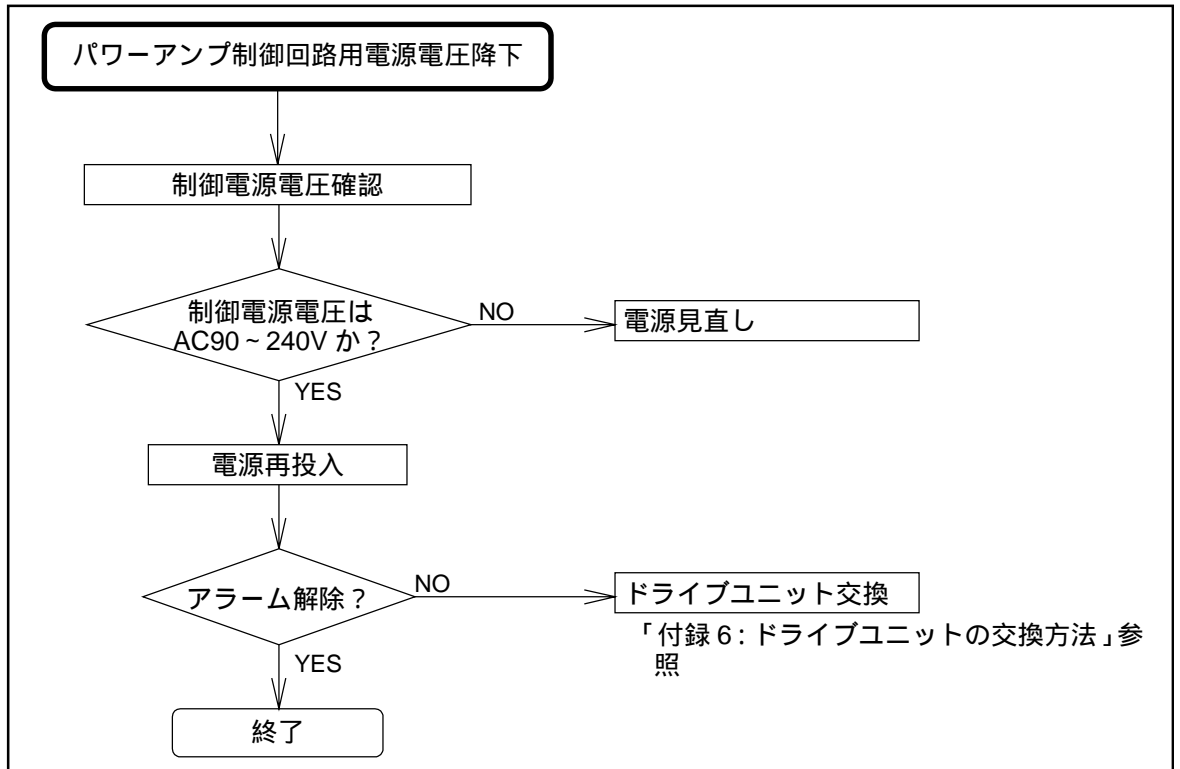 パワーアンプ制御回路用電源電圧降下
制御電源電圧確認
制御電源電圧は
AC90~240Vか?
NO
電源見直し
YES
電源再投入
アラーム解除?
NO
ドライブユニット交換
「付録6:ドライブユニットの交換方法」参
照
YES
終了